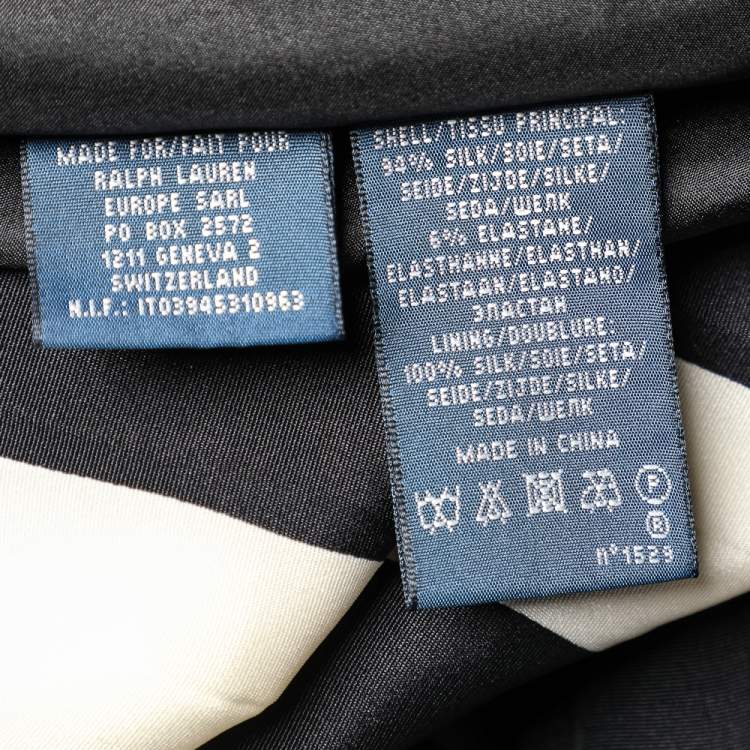 MADE FOR/FAIT POUR
RALPH LAUREN
EUROPE SARL
PO BOX 2572
1211 GENEVA 2
SWITZERLAND
N.I.F.: IT03945310963
SHELL/TISSU PRINCIPAL:
94% SILK/SOIE/SETA/
SEIDE/ZIJDE/SILKE/
SEDA/ШЕЛК
6% ELASTANE/
ELASTHANNE/ELASTHAN/
ELASTAAN/ELASTANO/
ЭЛАСТАН
LINING/DOUBLURE:
100% SILK/SOIE/SETA/
SEIDE/ZIJDE/SILKE/
SEDA/ШЕЛК
MADE IN CHINA
P
R
n°1529